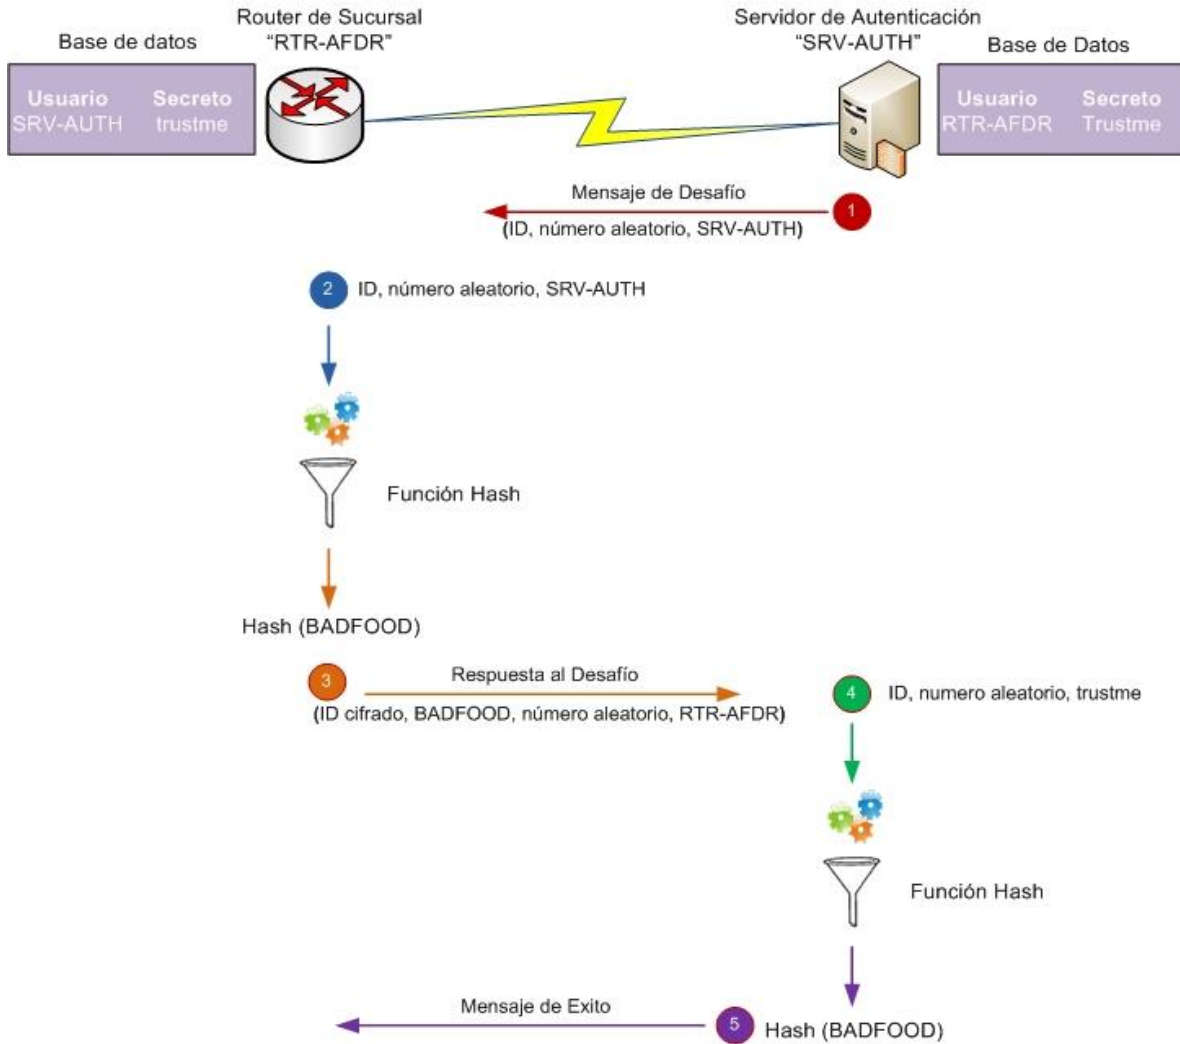 Router de Sucursal
"RTR-AFDR"
Servidor de Autenticación
"SRV-AUTH"
Base de datos
Usuario Secreto
SRV-AUTH trustme
Base de Datos
Usuario Secreto
RTR-AFDR Trustme
Mensaje de Desafío
1
(ID, número aleatorio, SRV-AUTH)
2 ID, número aleatorio, SRV-AUTH
Función Hash
Hash (BADFOOD)
3 Respuesta al Desafío
(ID cifrado, BADFOOD, número aleatorio, RTR-AFDR)
4 ID, numero aleatorio, trustme
Función Hash
Mensaje de Exito
5 Hash (BADFOOD)